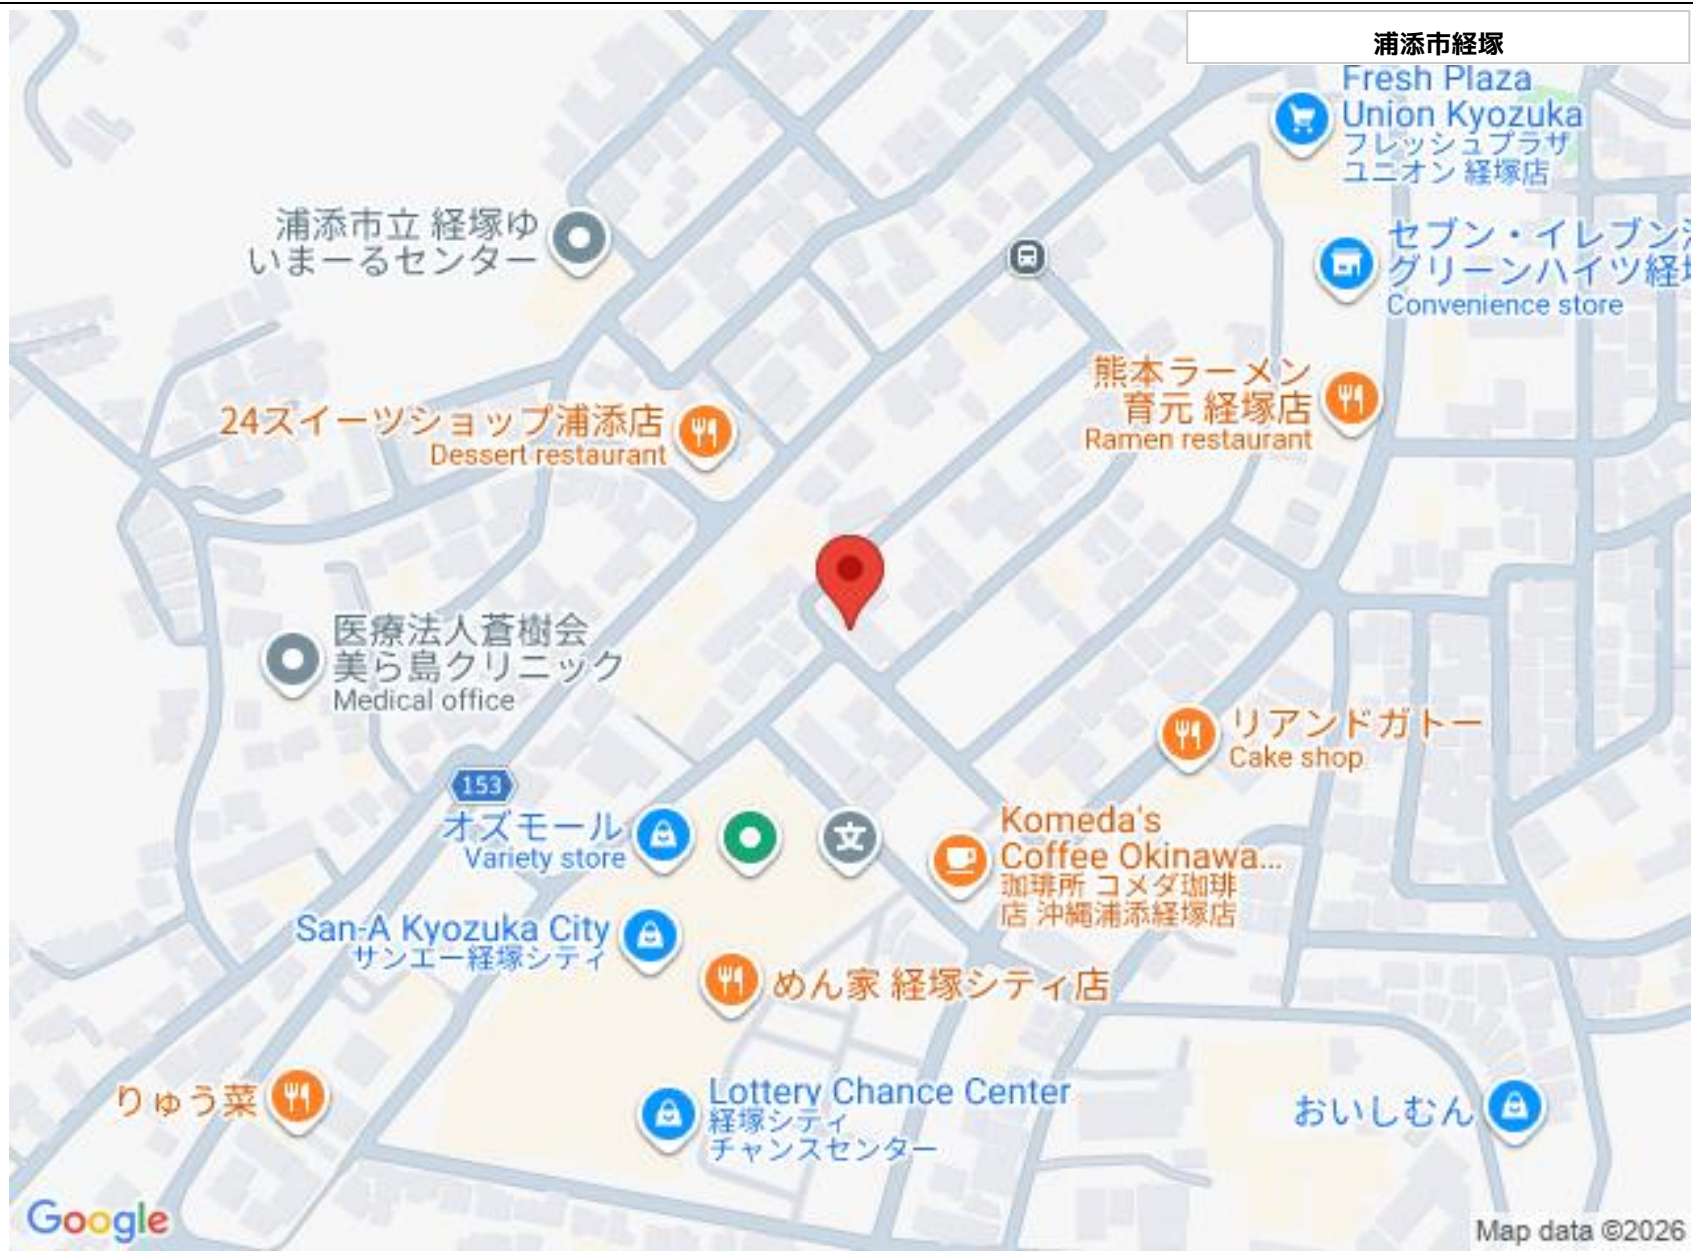 浦添市経塚
Fresh Plaza
Union Kyozuka
フレッシュプラザ
ユニオン 経塚店
浦添市立 経塚ゆ
いまーるセンター
セブン・イレブン
グリーンハイツ経
Convenience store
熊本ラーメン
育元 経塚店
Ramen restaurant
24スイーツショップ浦添店
Dessert restaurant
医療法人蒼樹会
美ら島クリニック
Medical office
リアンドガトー
Cake shop
153
オズモール
Variety store
文
Komeda's
Coffee Okinawa...
珈琲所 コメダ珈琲
店 沖縄浦添経塚店
San-A Kyozuka City
サンエー経塚シティ
めん家 経塚シティ店
りゅう菜
Lottery Chance Center
経塚シティ
チャンスセンター
おいしむん
Google
Map data ©2026